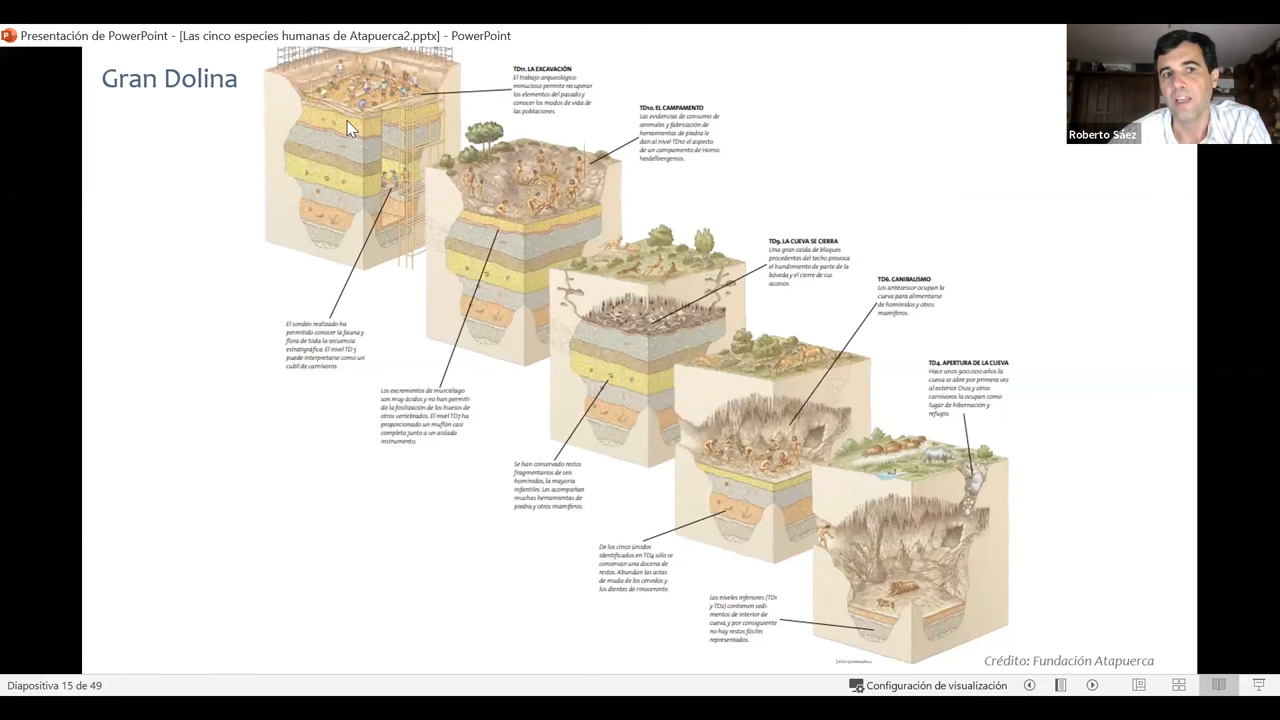 Presentación de PowerPoint - [Las cinco especies humanas de Atapuerca2.pptx] - PowerPoint
Gran Dolina
Roberto Sáez
TD11. LA EXCAVACIÓN
El trabajo arqueológico
minucioso permite recuperar
los elementos del pasado y
conocer los modos de vida de
las poblaciones.
TD10. EL CAMPAMENTO
Las evidencias de consumo de
animales y fabricación de
herramientas de piedra le
dan al nivel TD10 el aspecto
de un campamento de Homo
heidelbergensis.
TD9. LA CUEVA SE CIERRA
Una gran caída de bloques
procedentes del techo provoca
el hundimiento de parte de la
bóveda y el cierre de sus
accesos.
TD6. CANIBALISMO
Los antecessor ocupan la
cueva para alimentarse
de homínidos y otros
mamíferos.
TD4. APERTURA DE LA CUEVA
Hace unos 900.000 años la
cueva se abre por primera vez
al exterior. Osos y otros
carnívoros la ocupan como
lugar de hibernación y
refugio.
El sondeo realizado ha
permitido conocer la fauna y
flora de toda la secuencia
estratigráfica. El nivel TD 5
puede interpretarse como un
cubil de carnívoros.
Los excrementos de murciélago
son muy ácidos y no han permiti-
do la fosilización de los huesos de
otros vertebrados. El nivel TD7 ha
proporcionado un muflón casi
completo junto a un aislado
instrumento.
Se han conservado restos
fragmentarios de seis
homínidos, la mayoría
infantiles. Les acompañan
muchas herramientas de
piedra y otros mamíferos.
De los cinco úrsidos
identificados en TD4 sólo se
conservan una docena de
restos. Abundan las astas
de muda de los cérvidos y
los dientes de rinoceronte.
Los niveles inferiores (TD1
y TD2) contienen sedi-
mentos de interior de
cueva, y por consiguiente
no hay restos fósiles
representados.
Crédito: Fundación Atapuerca
Diapositiva 15 de 49
Configuración de visualización